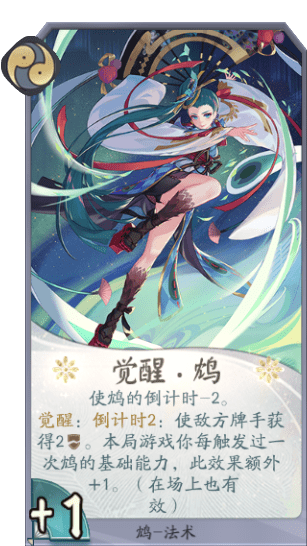 觉醒·鸩
使鸩的倒计时-2。
觉醒：倒计时2：使敌方牌手获
得2。本局游戏你每触发过一
次鸩的基础能力，此效果额外
+1。（在场上也有
效）
+1
鸩-法术